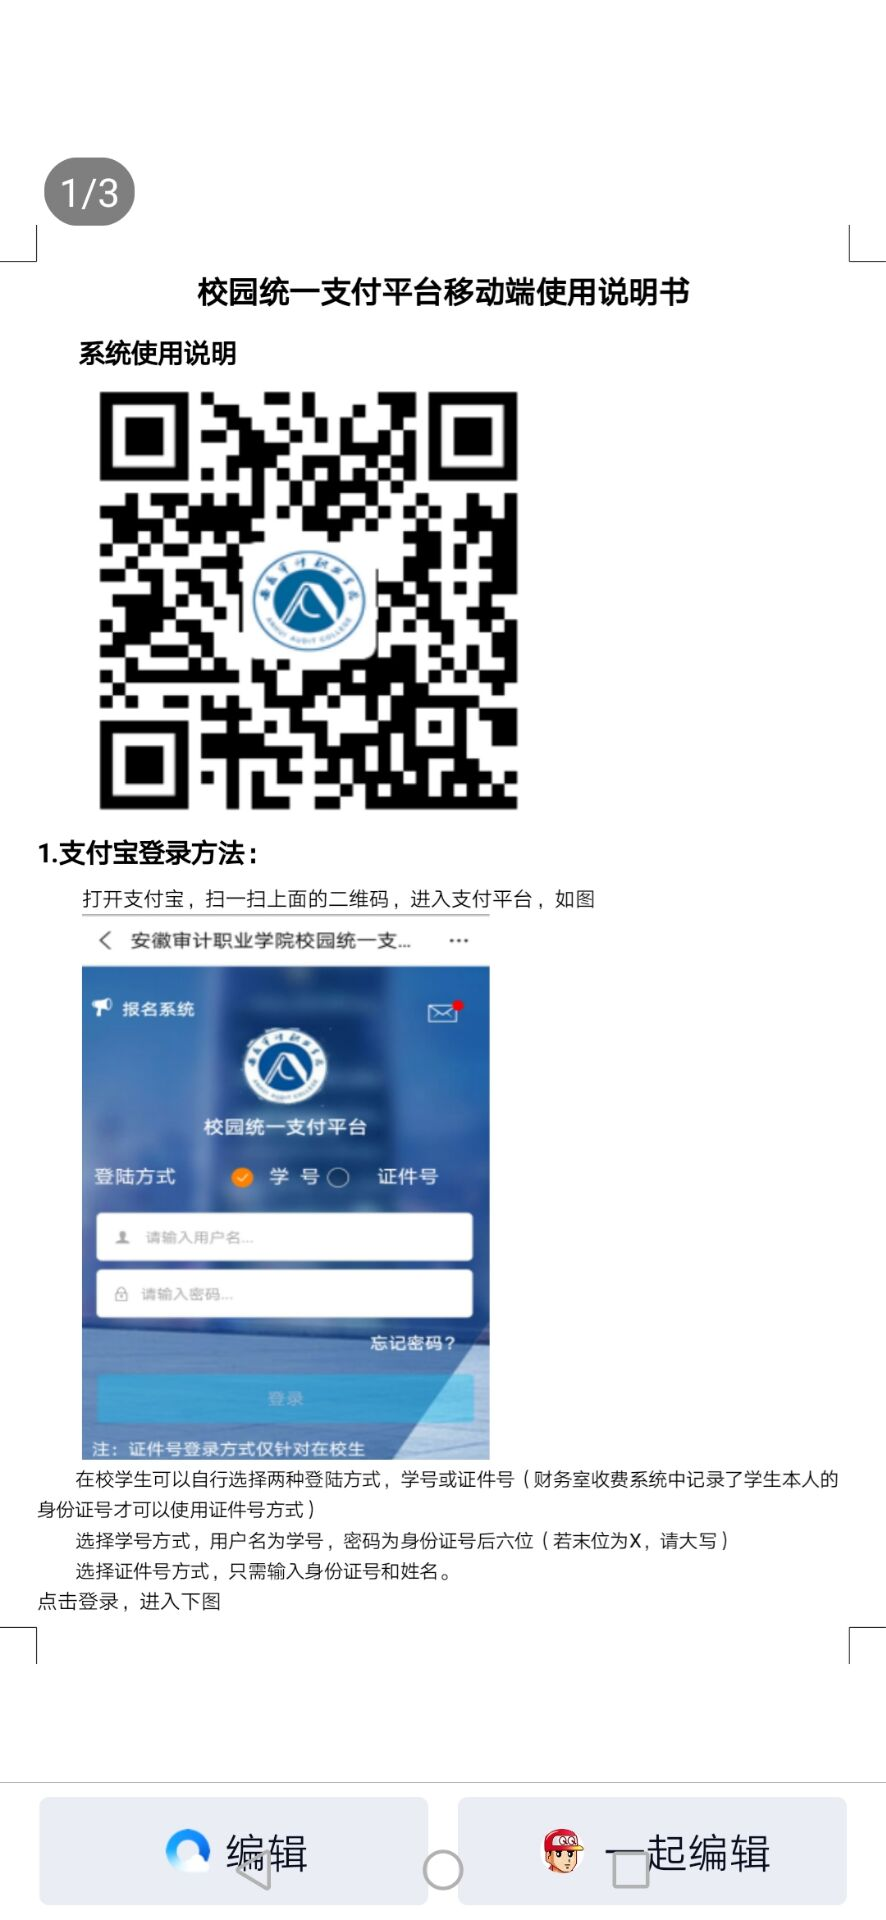 1/3
校园统一支付平台移动端使用说明书
系统使用说明
ANHUI AUDIT COLLEGE
1.支付宝登录方法：
打开支付宝，扫一扫上面的二维码，进入支付平台，如图
安徽审计职业学院校园统一支... ...
报名系统
校园统一支付平台
登陆方式 学 号 证件号
请输入用户名...
请输入密码...
忘记密码？
登录
注：证件号登录方式仅针对在校生
在校学生可以自行选择两种登陆方式，学号或证件号（财务室收费系统中记录了学生本人的
身份证号才可以使用证件号方式）
选择学号方式，用户名为学号，密码为身份证号后六位（若末位为X，请大写）
选择证件号方式，只需输入身份证号和姓名。
点击登录，进入下图
编辑 一起编辑